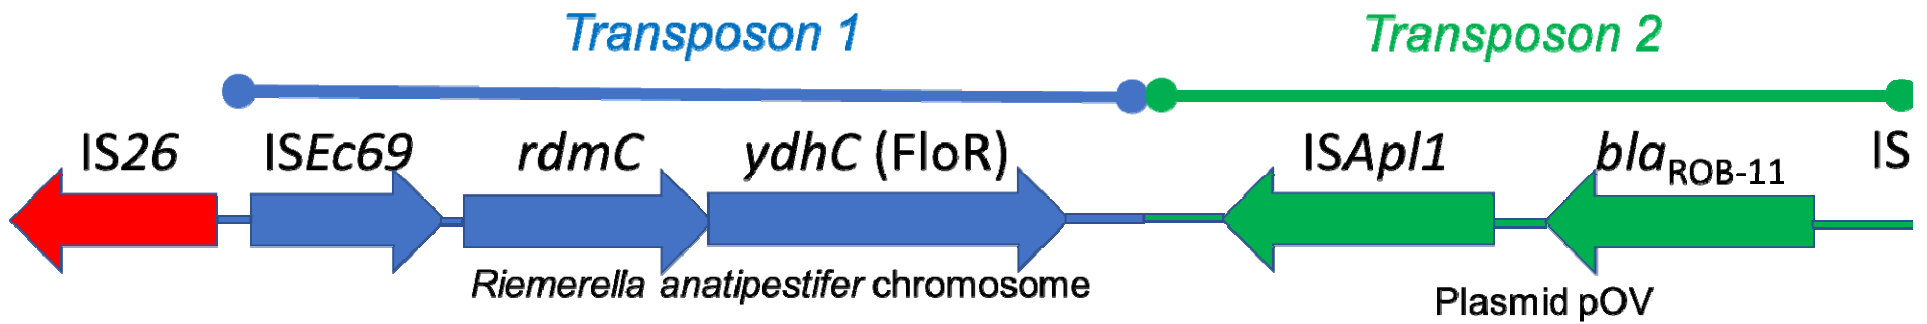 Transposon 1 Transposon 2
IS26 ISEc69 rdmC ydhC (FloR) ISApl1 blaROB-11 IS
Riemerella anatipestifer chromosome
Plasmid pOV